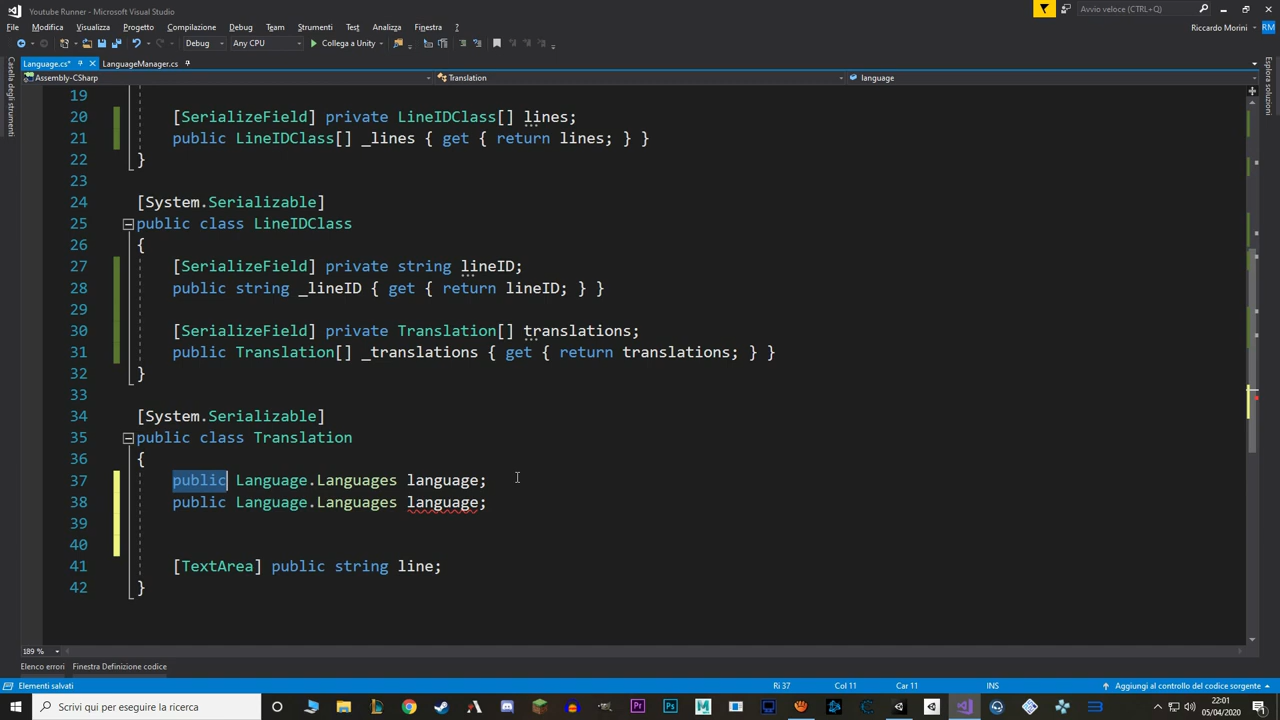 Youtube Runner - Microsoft Visual Studio
Avvio veloce (CTRL+Q)
File Modifica Visualizza Progetto Compilazione Debug Team Strumenti Test Analizza Finestra ?
Riccardo Morini RM
Debug Any CPU Collega a Unity
Casella degli strumenti
Language.cs* LanguageManager.cs
Esplora soluzioni
Assembly-CSharp Translation language
19
20 [SerializeField] private LineIDClass[] lines;
21 public LineIDClass[] _lines { get { return lines; } }
22 }
23
24 [System.Serializable]
25 public class LineIDClass
26 {
27 [SerializeField] private string lineID;
28 public string _lineID { get { return lineID; } }
29
30 [SerializeField] private Translation[] translations;
31 public Translation[] _translations { get { return translations; } }
32 }
33
34 [System.Serializable]
35 public class Translation
36 {
37 public Language.Languages language;
38 public Language.Languages language;
39
40
41 [TextArea] public string line;
42 }
189 %
Elenco errori Finestra Definizione codice
Elementi salvati Ri 37 Col 11 Car 11 INS Aggiungi al controllo del codice sorgente
Scrivi qui per eseguire la ricerca
22:01
05/04/2020